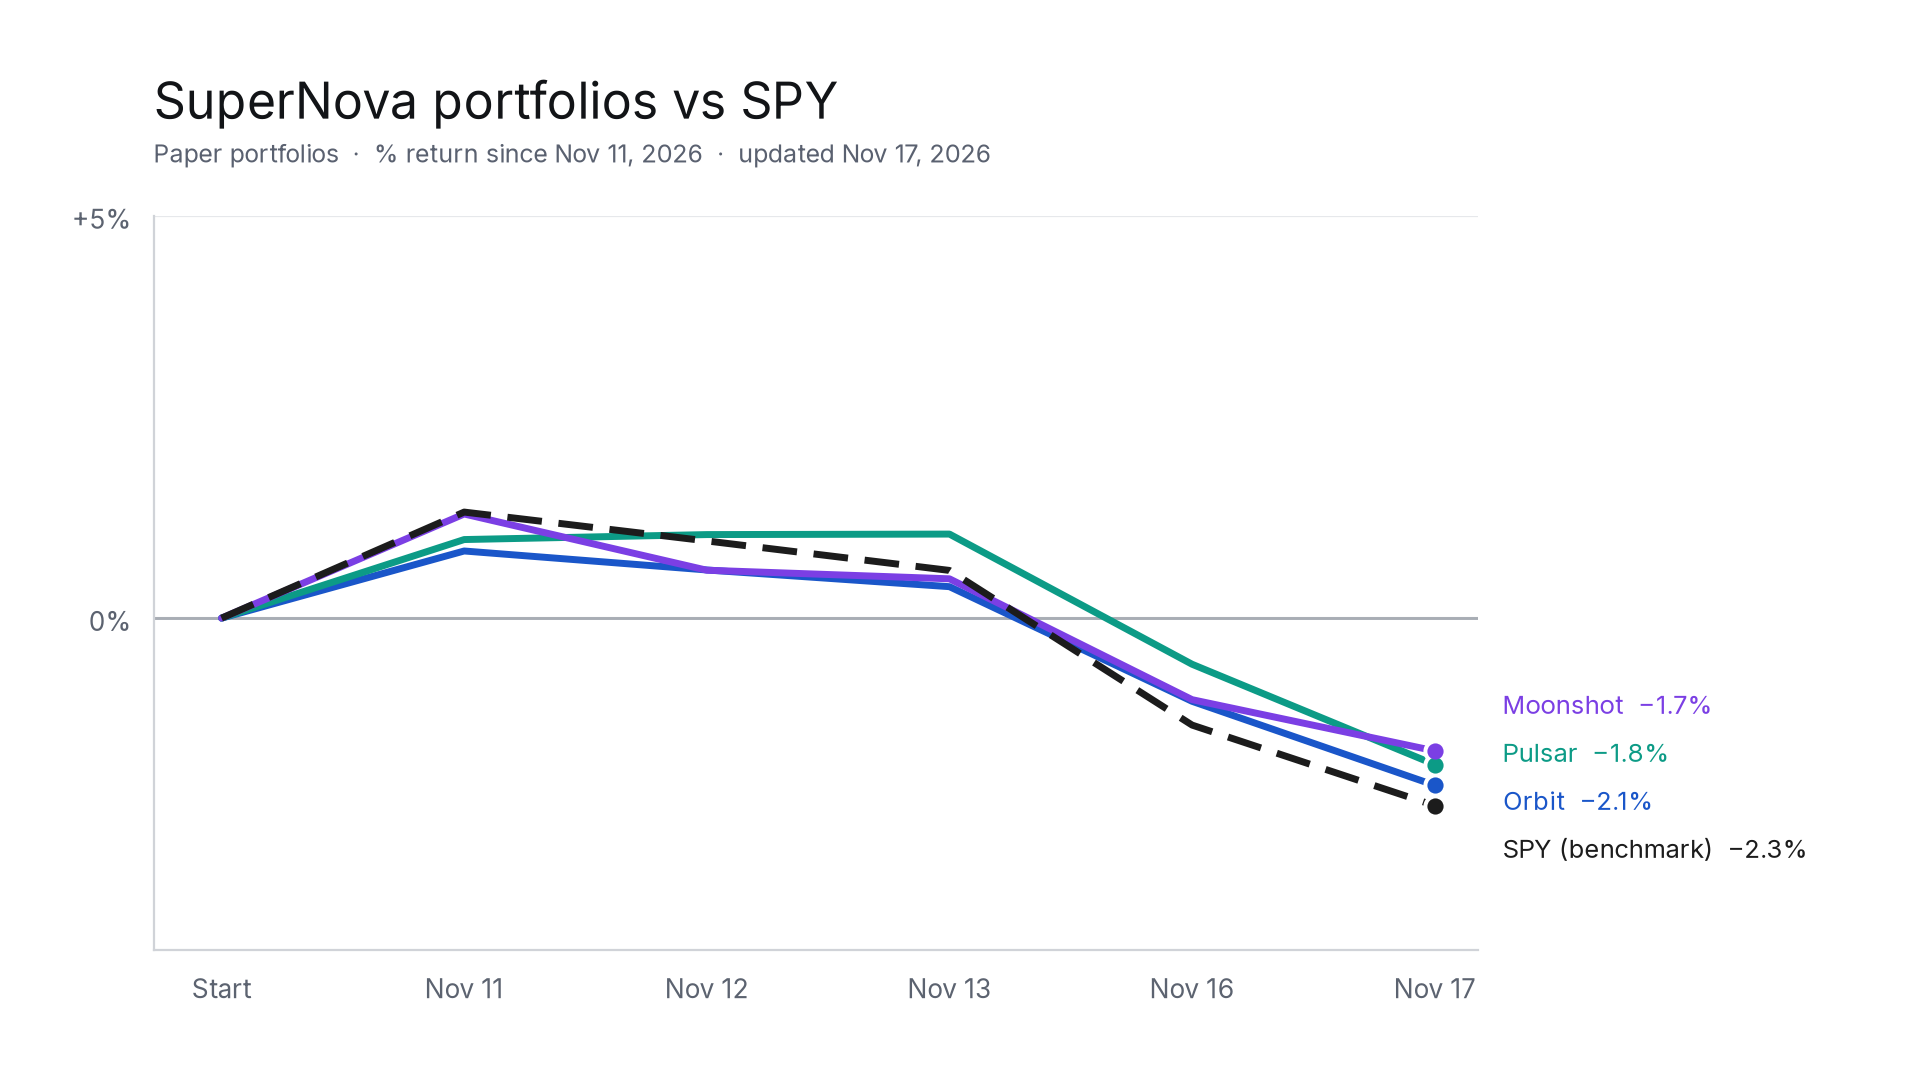 SuperNova portfolios vs SPY
Paper portfolios · % return since Nov 11, 2026 · updated Nov 17, 2026
+5%
0%
Moonshot −1.7%
Pulsar −1.8%
Orbit −2.1%
SPY (benchmark) −2.3%
Start Nov 11 Nov 12 Nov 13 Nov 16 Nov 17